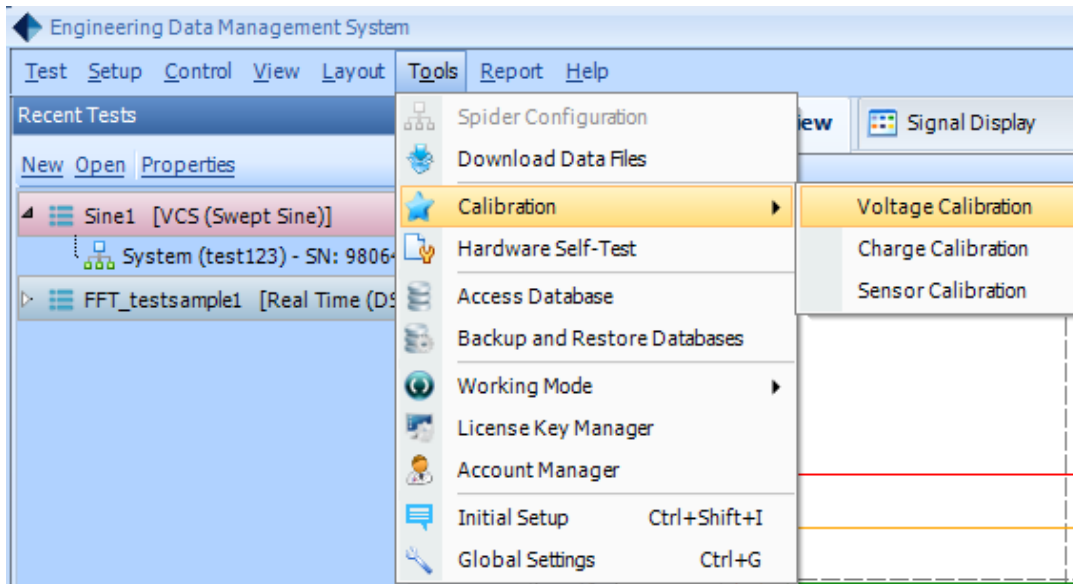 Engineering Data Management System
Test Setup Control View Layout Tools Report Help
Recent Tests
New Open Properties
Sine1 [VCS (Swept Sine)]
System (test123) - SN: 9806
FFT_testsample1 [Real Time (DS
Spider Configuration
Download Data Files
Calibration
Hardware Self-Test
Access Database
Backup and Restore Databases
Working Mode
License Key Manager
Account Manager
Initial Setup Ctrl+Shift+I
Global Settings Ctrl+G
Signal Display
Voltage Calibration
Charge Calibration
Sensor Calibration